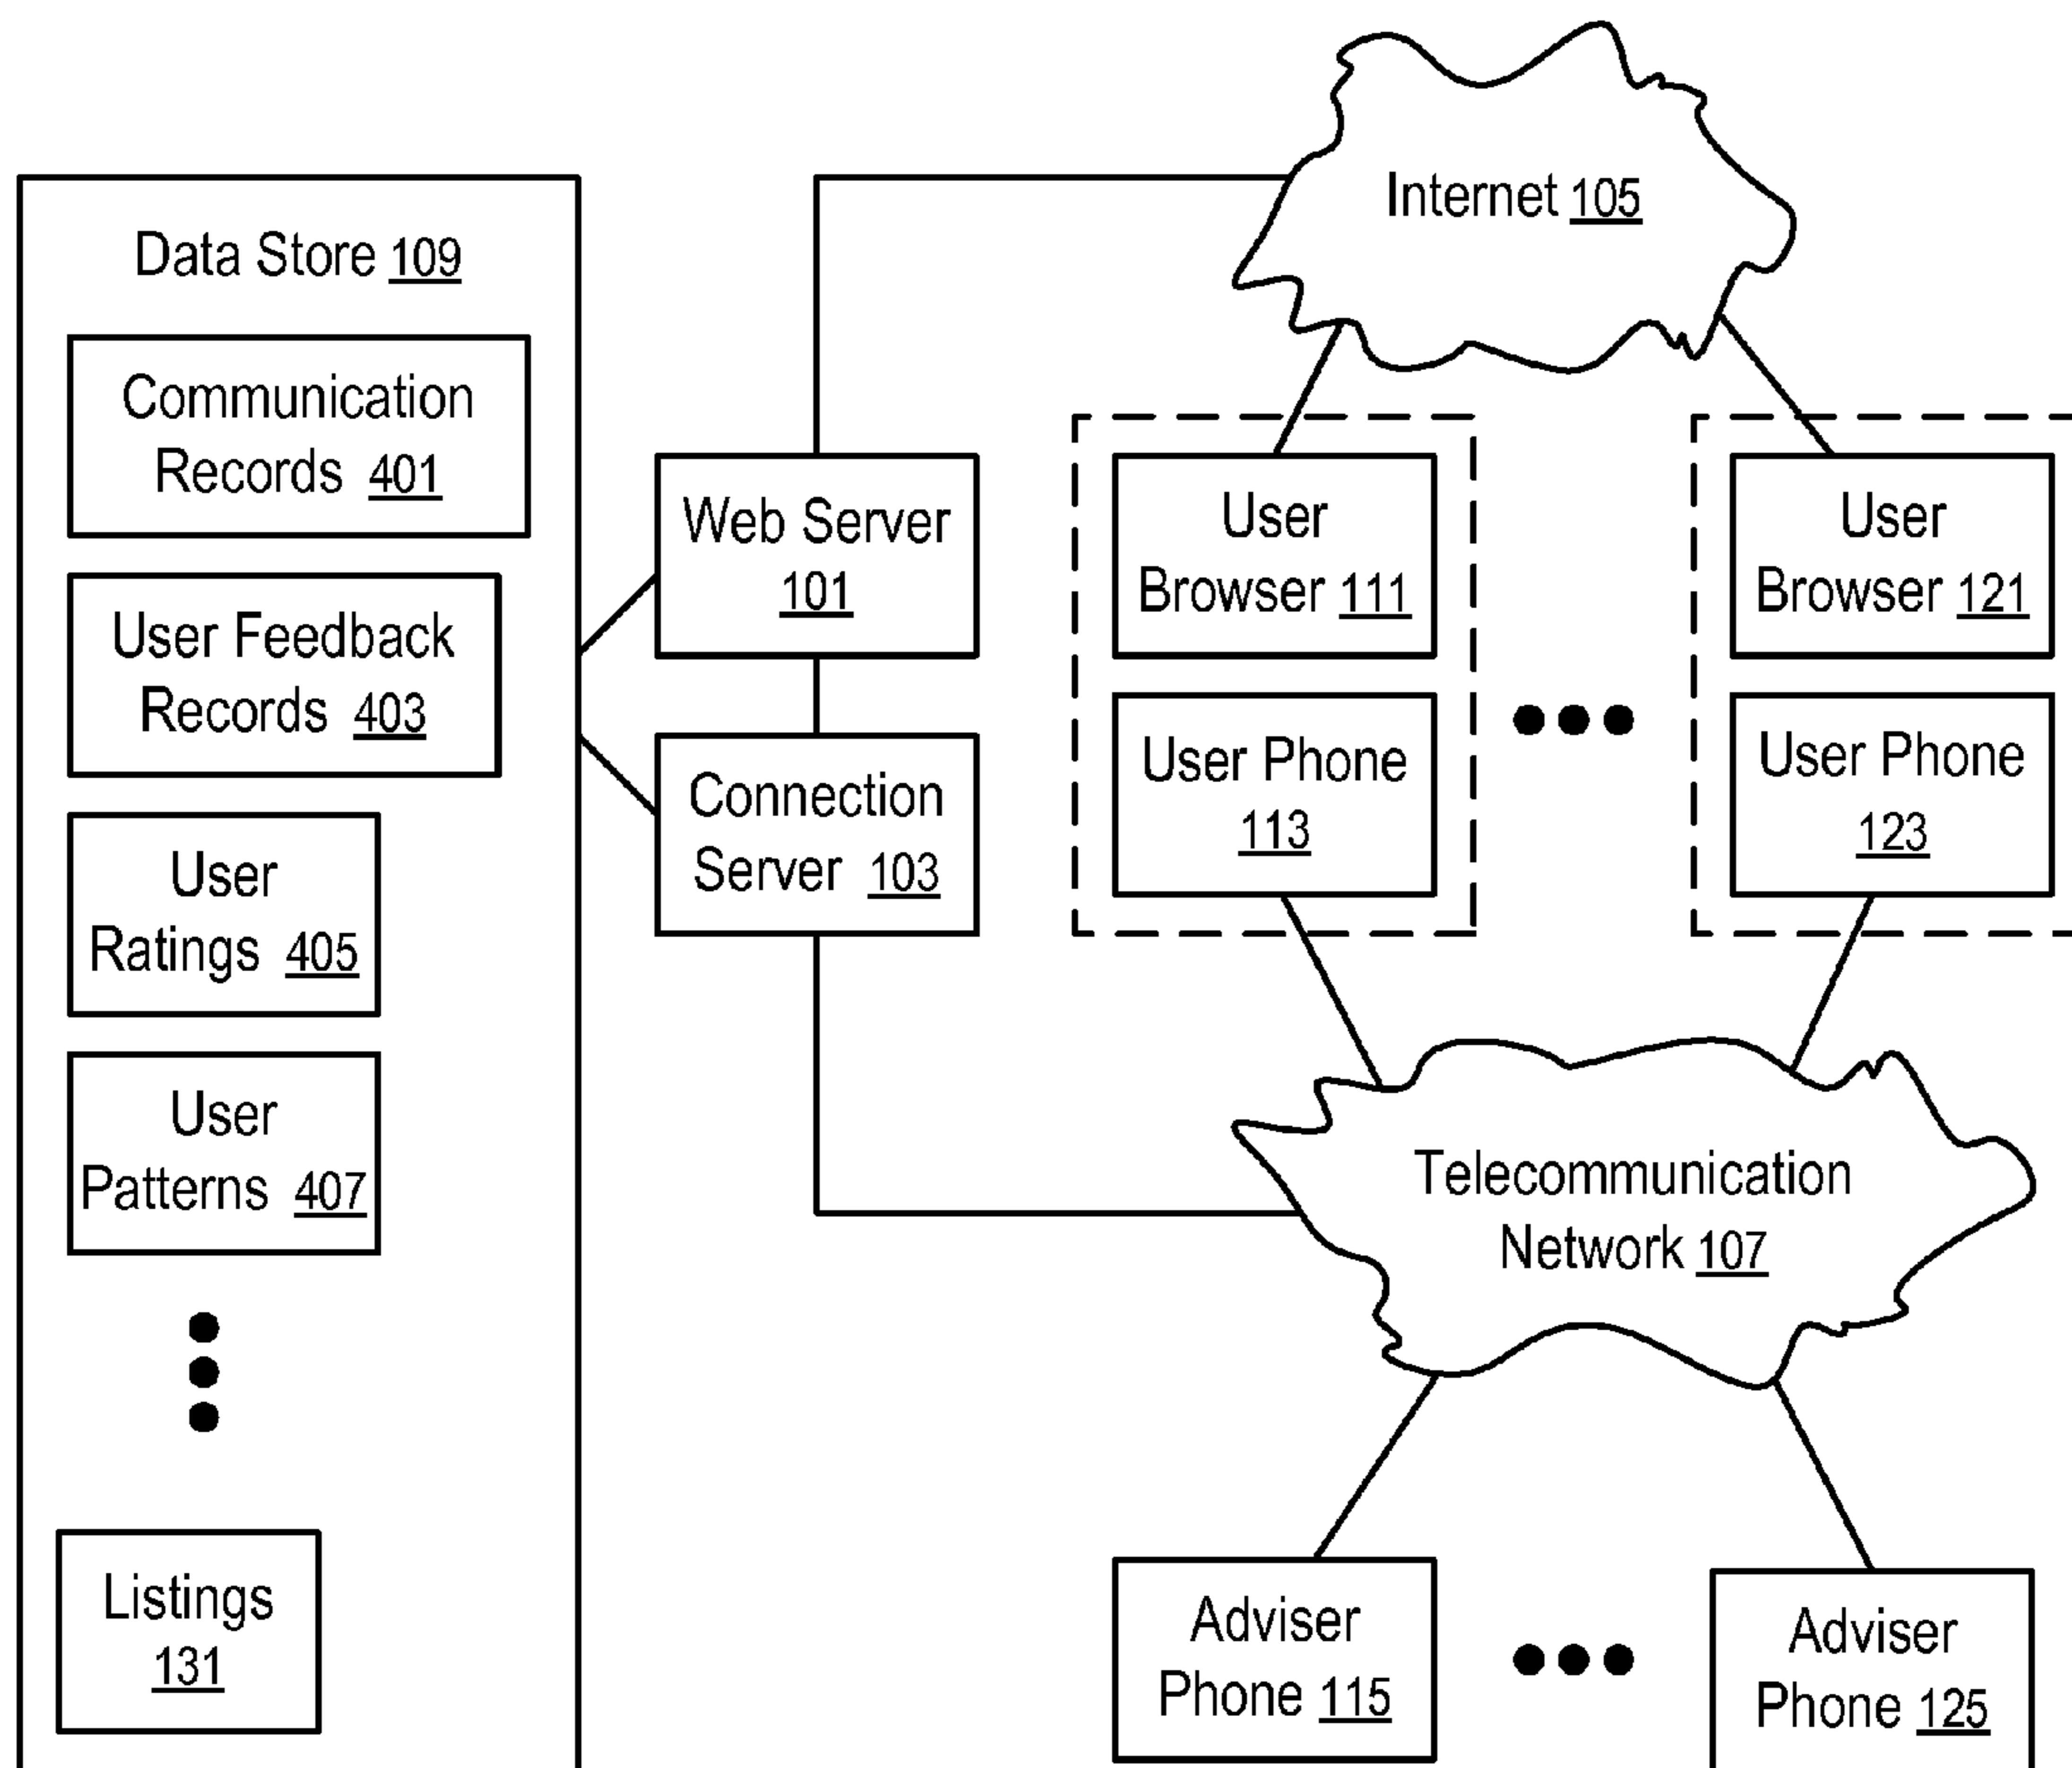 Internet 105
Data Store 109
Communication
Records 401
User Feedback
Records 403
User
Ratings 405
User
Patterns 407
Listings
131
Web Server
101
Connection
Server 103
User
Browser 111
User Phone
113
User
Browser 121
User Phone
123
Telecommunication
Network 107
Adviser
Phone 115
Adviser
Phone 125